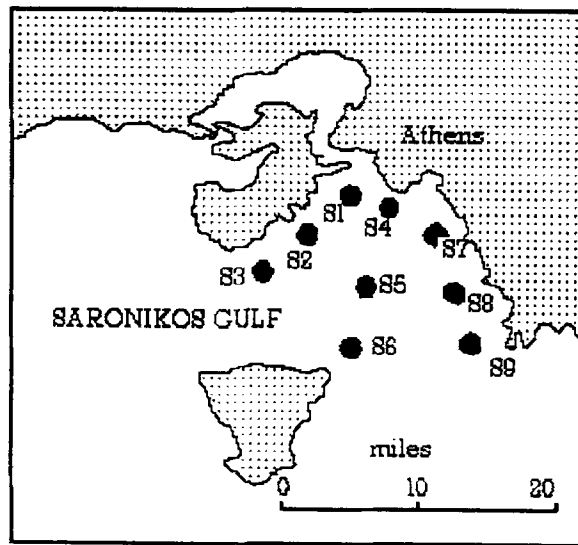 Athens
S1
S4
S2
S7
S3
S5
S8
SARONIKOS GULF
S6
S9
miles
0 10 20